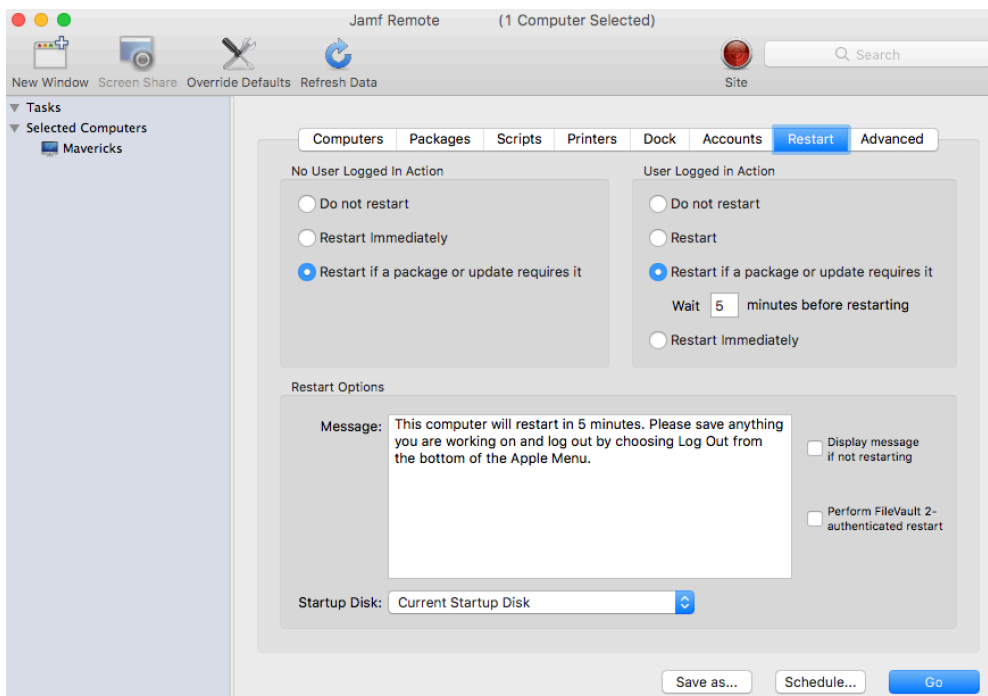 Jamf Remote (1 Computer Selected)
New Window Screen Share Override Defaults Refresh Data Site Search
Tasks
Selected Computers
Mavericks
Computers Packages Scripts Printers Dock Accounts Restart Advanced
No User Logged In Action
Do not restart
Restart Immediately
Restart if a package or update requires it
User Logged in Action
Do not restart
Restart
Restart if a package or update requires it
Wait 5 minutes before restarting
Restart Immediately
Restart Options
Message:
This computer will restart in 5 minutes. Please save anything
you are working on and log out by choosing Log Out from
the bottom of the Apple Menu.
Display message
if not restarting
Perform FileVault 2-
authenticated restart
Startup Disk: Current Startup Disk
Save as... Schedule... Go